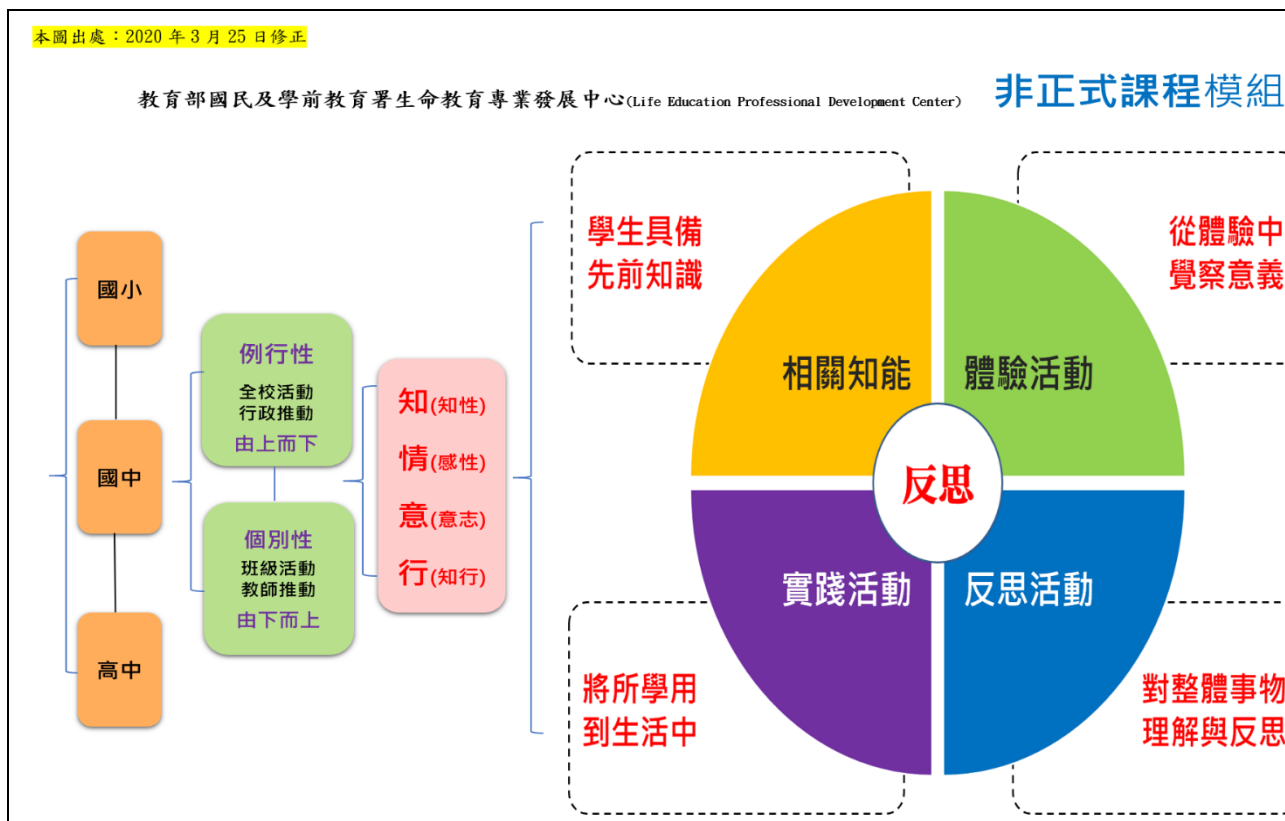 本圖出處：2020 年 3 月 25 日修正
教育部國民及學前教育署生命教育專業發展中心(Life Education Professional Development Center)
非正式課程模組
國小
國中
高中
例行性
全校活動
行政推動
由上而下
個別性
班級活動
教師推動
由下而上
知(知性)
情(感性)
意(意志)
行(知行)
學生具備
先前知識
從體驗中
覺察意義
相關知能
體驗活動
反思
實踐活動
反思活動
將所學用
到生活中
對整體事物
理解與反思